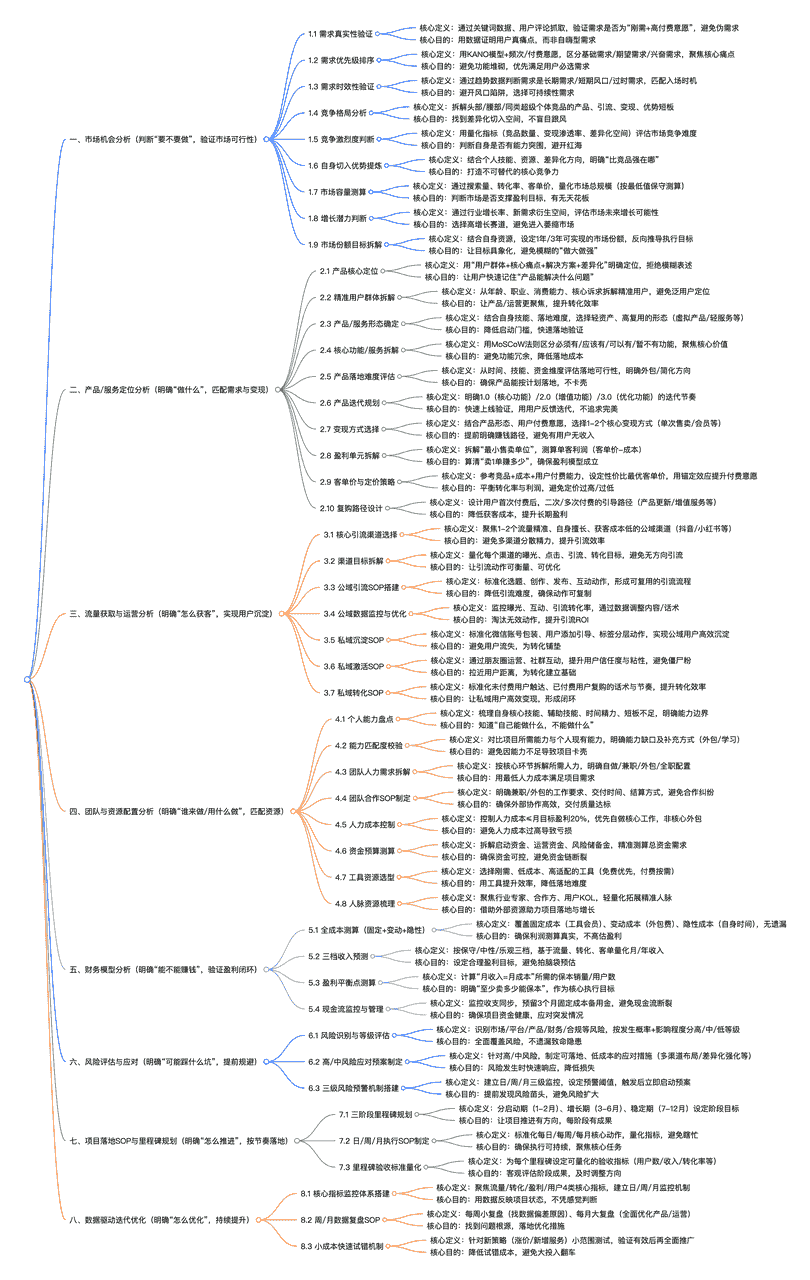 一、市场机会分析（判断“要不要做”，验证市场可行性）
1.1 需求真实性验证
核心定义：通过关键词数据、用户评论抓取，验证需求是否为“刚需+高付费意愿”，避免伪需求
核心目的：用数据证明用户真痛点，而非自嗨型需求
1.2 需求优先级排序
核心定义：用KANO模型+频次/付费意愿，区分基础需求/期望需求/兴奋需求，聚焦核心痛点
核心目的：避免功能堆砌，优先满足用户必选需求
1.3 需求时效性验证
核心定义：通过趋势数据判断需求是长期需求/短期风口/过时需求，匹配入场时机
核心目的：避开风口陷阱，选择可持续性需求
1.4 竞争格局分析
核心定义：拆解头部/腰部/同类超级个体竞品的产品、引流、变现、优势短板
核心目的：找到差异化切入空间，不盲目跟风
1.5 竞争激烈度判断
核心定义：用量化指标（竞品数量、变现渗透率、差异化空间）评估市场竞争难度
核心目的：判断自身是否有能力突围，避开红海
1.6 自身切入优势提炼
核心定义：结合个人技能、资源、差异化方向，明确“比竞品强在哪”
核心目的：打造不可替代的核心竞争力
1.7 市场容量测算
核心定义：通过搜索量、转化率、客单价，量化市场总规模（按最低值保守测算）
核心目的：判断市场是否支撑盈利目标，有无天花板
1.8 增长潜力判断
核心定义：通过行业增长率、新需求衍生空间，评估市场未来增长可能性
核心目的：选择高增长赛道，避免进入萎缩市场
1.9 市场份额目标拆解
核心定义：结合自身资源，设定1年/3年可实现的市场份额，反向推导执行目标
核心目的：让目标具象化，避免模糊的“做大做强”
二、产品/服务定位分析（明确“做什么”，匹配需求与变现）
2.1 产品核心定位
核心定义：用“用户群体+核心痛点+解决方案+差异化”明确定位，拒绝模糊表述
核心目的：让用户快速记住“产品能解决什么问题”
2.2 精准用户群体拆解
核心定义：从年龄、职业、消费能力、核心诉求拆解精准用户，避免泛用户定位
核心目的：让产品/运营更聚焦，提升转化效率
2.3 产品/服务形态确定
核心定义：结合自身技能、落地难度，选择轻资产、高复用的形态（虚拟产品/轻服务等）
核心目的：降低启动门槛，快速落地验证
2.4 核心功能/服务拆解
核心定义：用MoSCoW法则区分必须有/应该有/可以有/暂不有功能，聚焦核心价值
核心目的：避免功能冗余，降低落地成本
2.5 产品落地难度评估
核心定义：从时间、技能、资金维度评估落地可行性，明确外包/简化方向
核心目的：确保产品能按计划落地，不卡壳
2.6 产品迭代规划
核心定义：明确1.0（核心功能）/2.0（增值功能）/3.0（优化功能）的迭代节奏
核心目的：快速上线验证，用用户反馈迭代，不追求完美
2.7 变现方式选择
核心定义：结合产品形态、用户付费意愿，选择1-2个核心变现方式（单次售卖/会员等）
核心目的：提前明确赚钱路径，避免有用户无收入
2.8 盈利单元拆解
核心定义：拆解“最小售卖单位”，测算单客利润（客单价-成本）
核心目的：算清“卖1单赚多少”，确保盈利模型成立
2.9 客单价与定价策略
核心定义：参考竞品+成本+用户付费能力，设定性价比最优客单价，用锚定效应提升付费意愿
核心目的：平衡转化率与利润，避免定价过高/过低
2.10 复购路径设计
核心定义：设计用户首次付费后，二次/多次付费的引导路径（产品更新/增值服务等）
核心目的：降低获客成本，提升长期盈利
三、流量获取与运营分析（明确“怎么获客”，实现用户沉淀）
3.1 核心引流渠道选择
核心定义：聚焦1-2个流量精准、自身擅长、获客成本低的公域渠道（抖音/小红书等）
核心目的：避免多渠道分散精力，提升引流效率
3.2 渠道目标拆解
核心定义：量化每个渠道的曝光、点击、引流、转化目标，避免无方向引流
核心目的：让引流动作可衡量、可优化
3.3 公域引流SOP搭建
核心定义：标准化选题、创作、发布、互动动作，形成可复用的引流流程
核心目的：降低引流难度，确保动作可复制
3.4 公域数据监控与优化
核心定义：监控曝光、互动、引流转化率，通过数据调整内容/话术
核心目的：淘汰无效动作，提升引流ROI
3.5 私域沉淀SOP
核心定义：标准化微信账号包装、用户添加引导、标签分层动作，实现公域用户高效沉淀
核心目的：避免用户流失，为转化铺垫
3.6 私域激活SOP
核心定义：通过朋友圈运营、社群互动，提升用户信任度与粘性，避免僵尸粉
核心目的：拉近用户距离，为转化建立基础
3.7 私域转化SOP
核心定义：标准化未付费用户触达、已付费用户复购的话术与节奏，提升转化效率
核心目的：让私域用户高效变现，形成闭环
四、团队与资源配置分析（明确“谁来做/用什么做”，匹配资源）
4.1 个人能力盘点
核心定义：梳理自身核心技能、辅助技能、时间精力、短板不足，明确能力边界
核心目的：知道“自己能做什么，不能做什么”
4.2 能力匹配度校验
核心定义：对比项目所需能力与个人现有能力，明确能力缺口及补充方式（外包/学习）
核心目的：避免因能力不足导致项目卡壳
4.3 团队人力需求拆解
核心定义：按核心环节拆解所需人力，明确自做/兼职/外包/全职配置
核心目的：用最低人力成本满足项目需求
4.4 团队合作SOP制定
核心定义：明确兼职/外包的工作要求、交付时间、结算方式，避免合作纠纷
核心目的：确保外部协作高效，交付质量达标
4.5 人力成本控制
核心定义：控制人力成本≤月目标盈利20%，优先自做核心工作，非核心外包
核心目的：避免人力成本过高导致亏损
4.6 资金预算测算
核心定义：拆解启动资金、运营资金、风险储备金，精准测算总资金需求
核心目的：确保资金可控，避免资金链断裂
4.7 工具资源选型
核心定义：选择刚需、低成本、高适配的工具（免费优先，付费按需）
核心目的：用工具提升效率，降低落地难度
4.8 人脉资源梳理
核心定义：聚焦行业专家、合作方、用户KOL，轻量化拓展精准人脉
核心目的：借助外部资源助力项目落地与增长
五、财务模型分析（明确“能不能赚钱”，验证盈利闭环）
5.1 全成本测算（固定+变动+隐性）
核心定义：覆盖固定成本（工具会员）、变动成本（外包费）、隐性成本（自身时间），无遗漏
核心目的：确保利润测算真实，不高估盈利
5.2 三档收入预测
核心定义：按保守/中性/乐观三档，基于流量、转化、客单量化月/年收入
核心目的：设定合理盈利目标，避免拍脑袋预估
5.3 盈利平衡点测算
核心定义：计算“月收入=月成本”所需的保本销量/用户数
核心目的：明确“至少卖多少能保本”，作为核心执行目标
5.4 现金流监控与管理
核心定义：监控收支同步，预留3个月固定成本备用金，避免现金流断裂
核心目的：确保项目资金健康，应对突发情况
六、风险评估与应对（明确“可能踩什么坑”，提前规避）
6.1 风险识别与等级评估
核心定义：识别市场/平台/产品/财务/合规等风险，按发生概率+影响程度分高/中/低等级
核心目的：全面覆盖风险，不遗漏致命隐患
6.2 高/中风险应对预案制定
核心定义：针对高/中风险，制定可落地、低成本的应对措施（多渠道布局/差异化强化等）
核心目的：风险发生时快速响应，降低损失
6.3 三级风险预警机制搭建
核心定义：建立日/周/月三级监控，设定预警阈值，触发后立即启动预案
核心目的：提前发现风险苗头，避免风险扩大
七、项目落地SOP与里程碑规划（明确“怎么推进”，按节奏落地）
7.1 三阶段里程碑规划
核心定义：分启动期（1-2月）、增长期（3-6月）、稳定期（7-12月）设定阶段目标
核心目的：让项目推进有方向，每阶段有成果
7.2 日/周/月执行SOP制定
核心定义：标准化每日/每周/每月核心动作，量化指标，避免瞎忙
核心目的：确保执行可持续，聚焦核心任务
7.3 里程碑验收标准量化
核心定义：为每个里程碑设定可量化的验收指标（用户数/收入/转化率等）
核心目的：客观评估阶段成果，及时调整方向
八、数据驱动迭代优化（明确“怎么优化”，持续提升）
8.1 核心指标监控体系搭建
核心定义：聚焦流量/转化/盈利/用户4类核心指标，建立日/周/月监控机制
核心目的：用数据反映项目状态，不凭感觉判断
8.2 周/月数据复盘SOP
核心定义：每周小复盘（找数据偏差原因）、每月大复盘（全面优化产品/运营）
核心目的：找到问题根源，落地优化措施
8.3 小成本快速试错机制
核心定义：针对新策略（涨价/新增服务）小范围测试，验证有效后再全面推广
核心目的：降低试错成本，避免大投入翻车